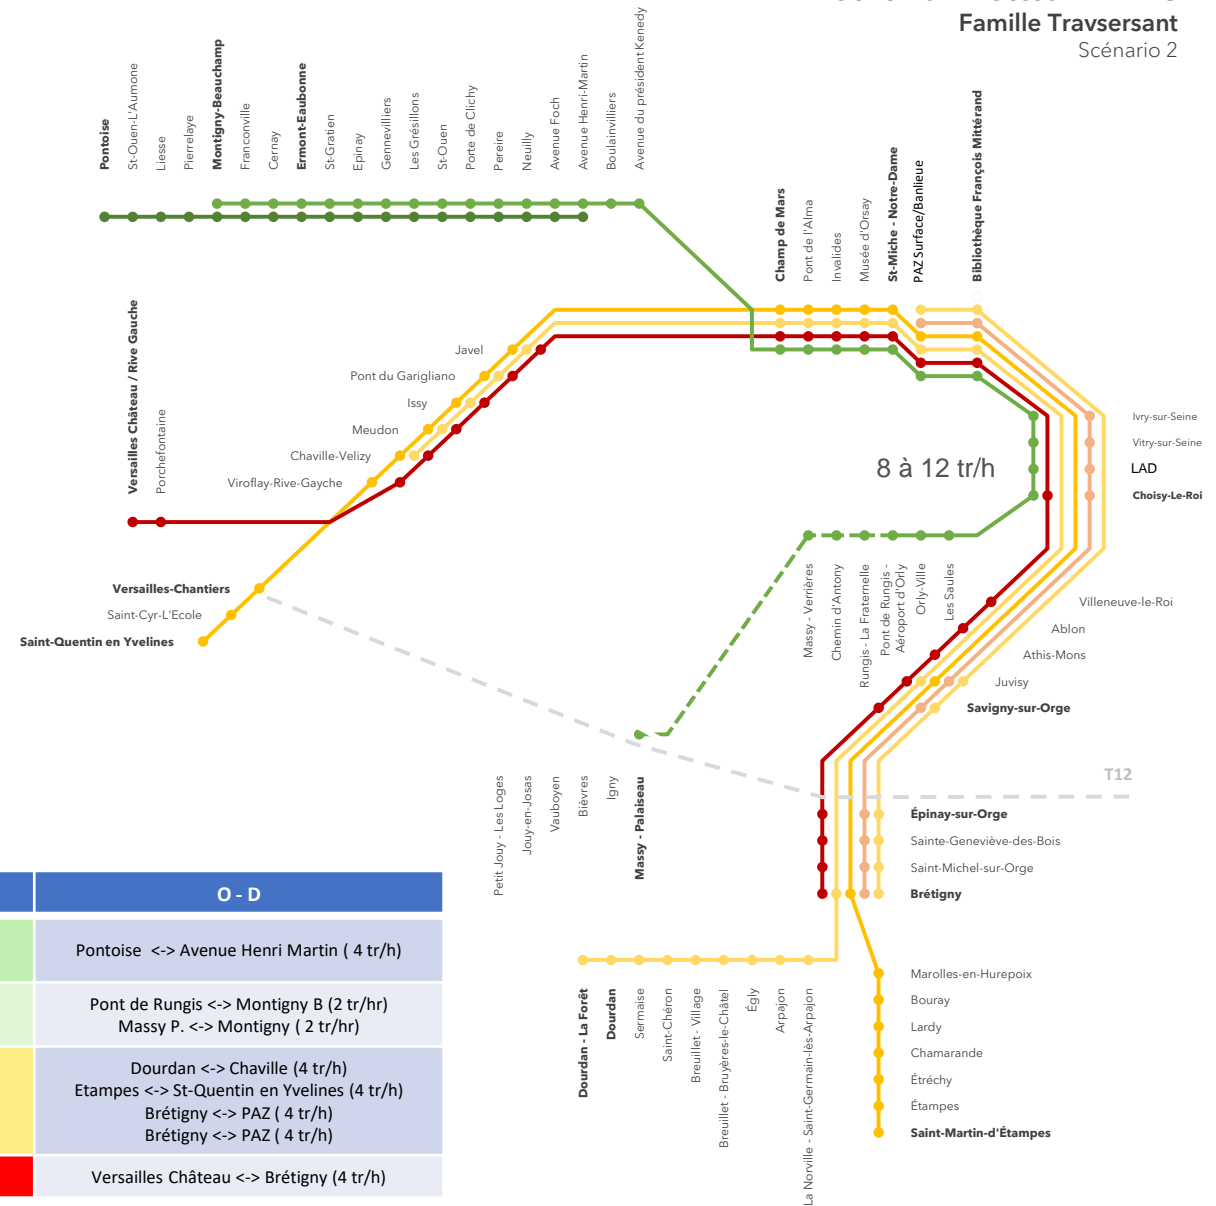 Famille Travsersant
Scénario 2
Pontoise
St-Ouen-L'Aumone
Liesse
Pierrelaye
Montigny-Beauchamp
Franconville
Cernay
Ermont-Eaubonne
St-Gratien
Epinay
Gennevilliers
Les Grésillons
St-Ouen
Porte de Clichy
Pereire
Neuilly
Avenue Foch
Avenue Henri-Martin
Boulainvilliers
Avenue du président Kenedy
Champ de Mars
Pont de l'Alma
Invalides
Musée d'Orsay
St-Miche - Notre-Dame
PAZ Surface/Banlieue
Bibliothèque François Mittérand
Versailles Château / Rive Gauche
Porchefontaine
Javel
Pont du Garigliano
Issy
Meudon
Chaville-Velizy
Viroflay-Rive-Gayche
Versailles-Chantiers
Saint-Cyr-L'Ecole
Saint-Quentin en Yvelines
8 à 12 tr/h
Ivry-sur-Seine
Vitry-sur-Seine
LAD
Choisy-Le-Roi
Massy - Verrières
Chemin d'Antony
Rungis - La Fraternelle
Pont de Rungis -
Aéroport d'Orly
Orly-Ville
Les Saules
Villeneuve-le-Roi
Ablon
Athis-Mons
Juvisy
Savigny-sur-Orge
T12
Petit Jouy - Les Loges
Jouy-en-Josas
Vauboyen
Bièvres
Igny
Massy - Palaiseau
Épinay-sur-Orge
Sainte-Geneviève-des-Bois
Saint-Michel-sur-Orge
Brétigny
Marolles-en-Hurepoix
Bouray
Lardy
Chamarande
Étréchy
Étampes
Saint-Martin-d'Étampes
Dourdan - La Forêt
Dourdan
Sermaise
Saint-Chéron
Breuillet - Village
Breuillet - Bruyères-le-Châtel
Égly
Arpajon
La Norville - Saint-Germain-lès-Arpajon
O - D
Pontoise <-> Avenue Henri Martin ( 4 tr/h)
Pont de Rungis <-> Montigny B (2 tr/hr)
Massy P. <-> Montigny ( 2 tr/hr)
Dourdan <-> Chaville (4 tr/h)
Etampes <-> St-Quentin en Yvelines (4 tr/h)
Brétigny <-> PAZ ( 4 tr/h)
Brétigny <-> PAZ ( 4 tr/h)
Versailles Château <-> Brétigny (4 tr/h)